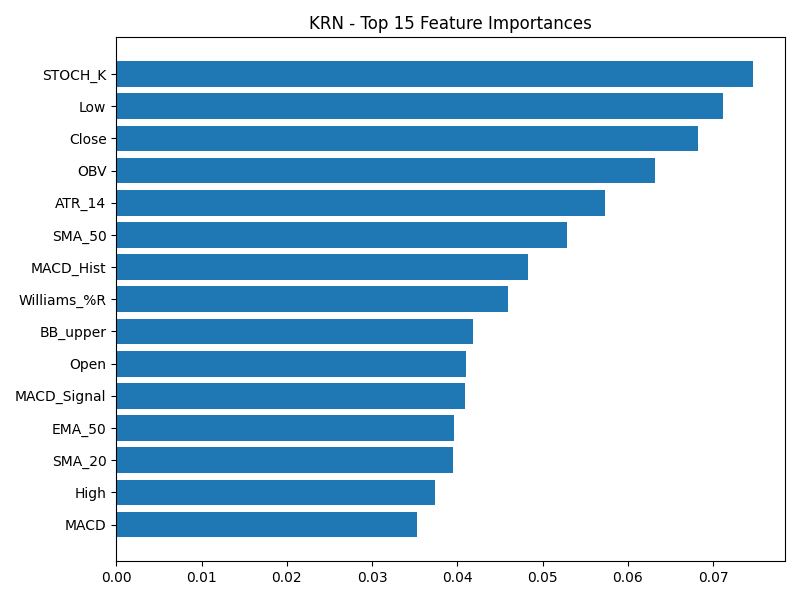 KRN - Top 15 Feature Importances
STOCH_K
Low
Close
OBV
ATR_14
SMA_50
MACD_Hist
Williams_%R
BB_upper
Open
MACD_Signal
EMA_50
SMA_20
High
MACD
0.00 0.01 0.02 0.03 0.04 0.05 0.06 0.07